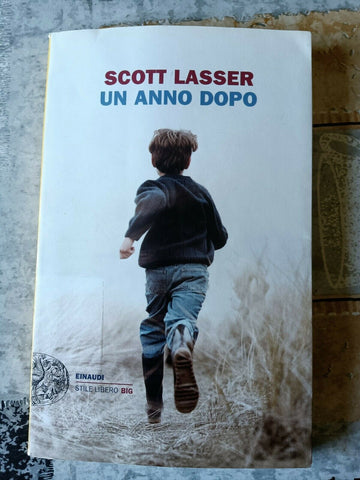 SCOTT LASSER
UN ANNO DOPO
EINAUDI
STILE LIBERO BIG